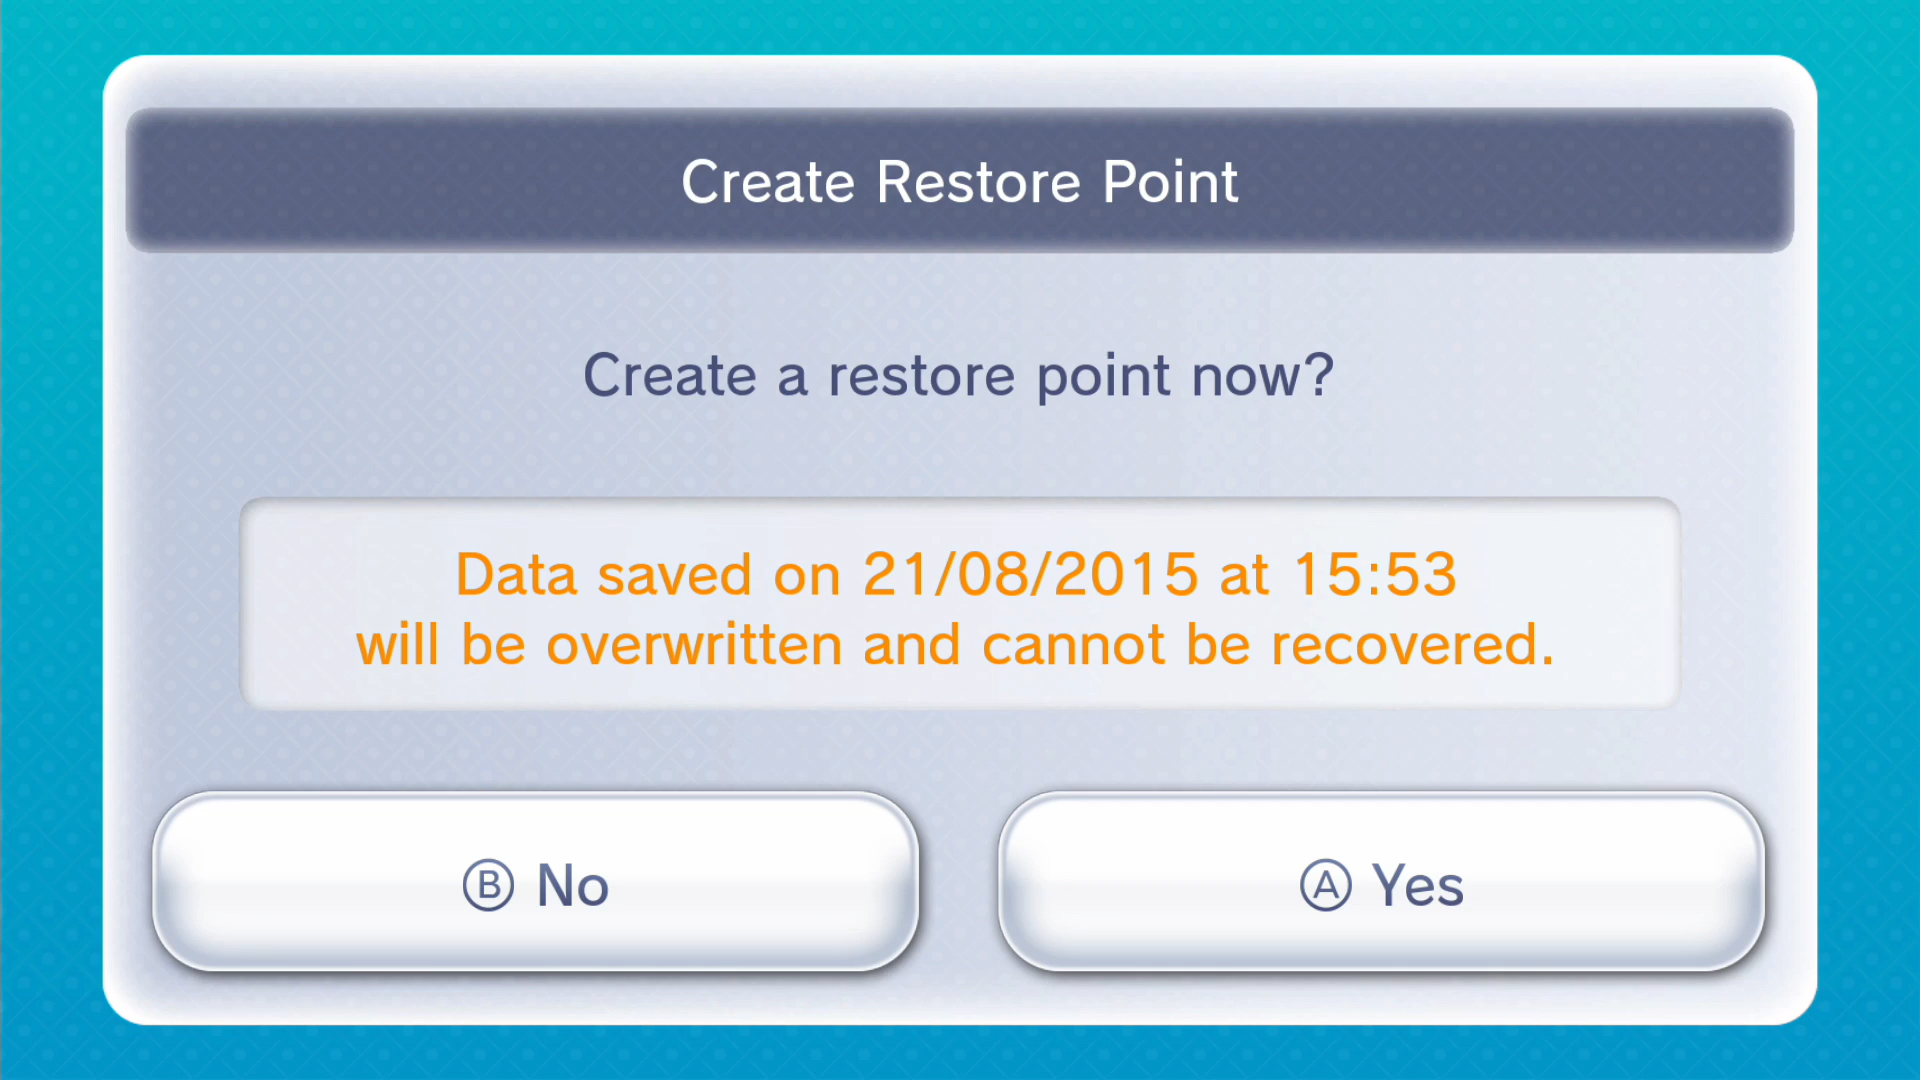 Create Restore Point
Create a restore point now?
Data saved on 21/08/2015 at 15:53
will be overwritten and cannot be recovered.
Ⓑ No
Ⓐ Yes